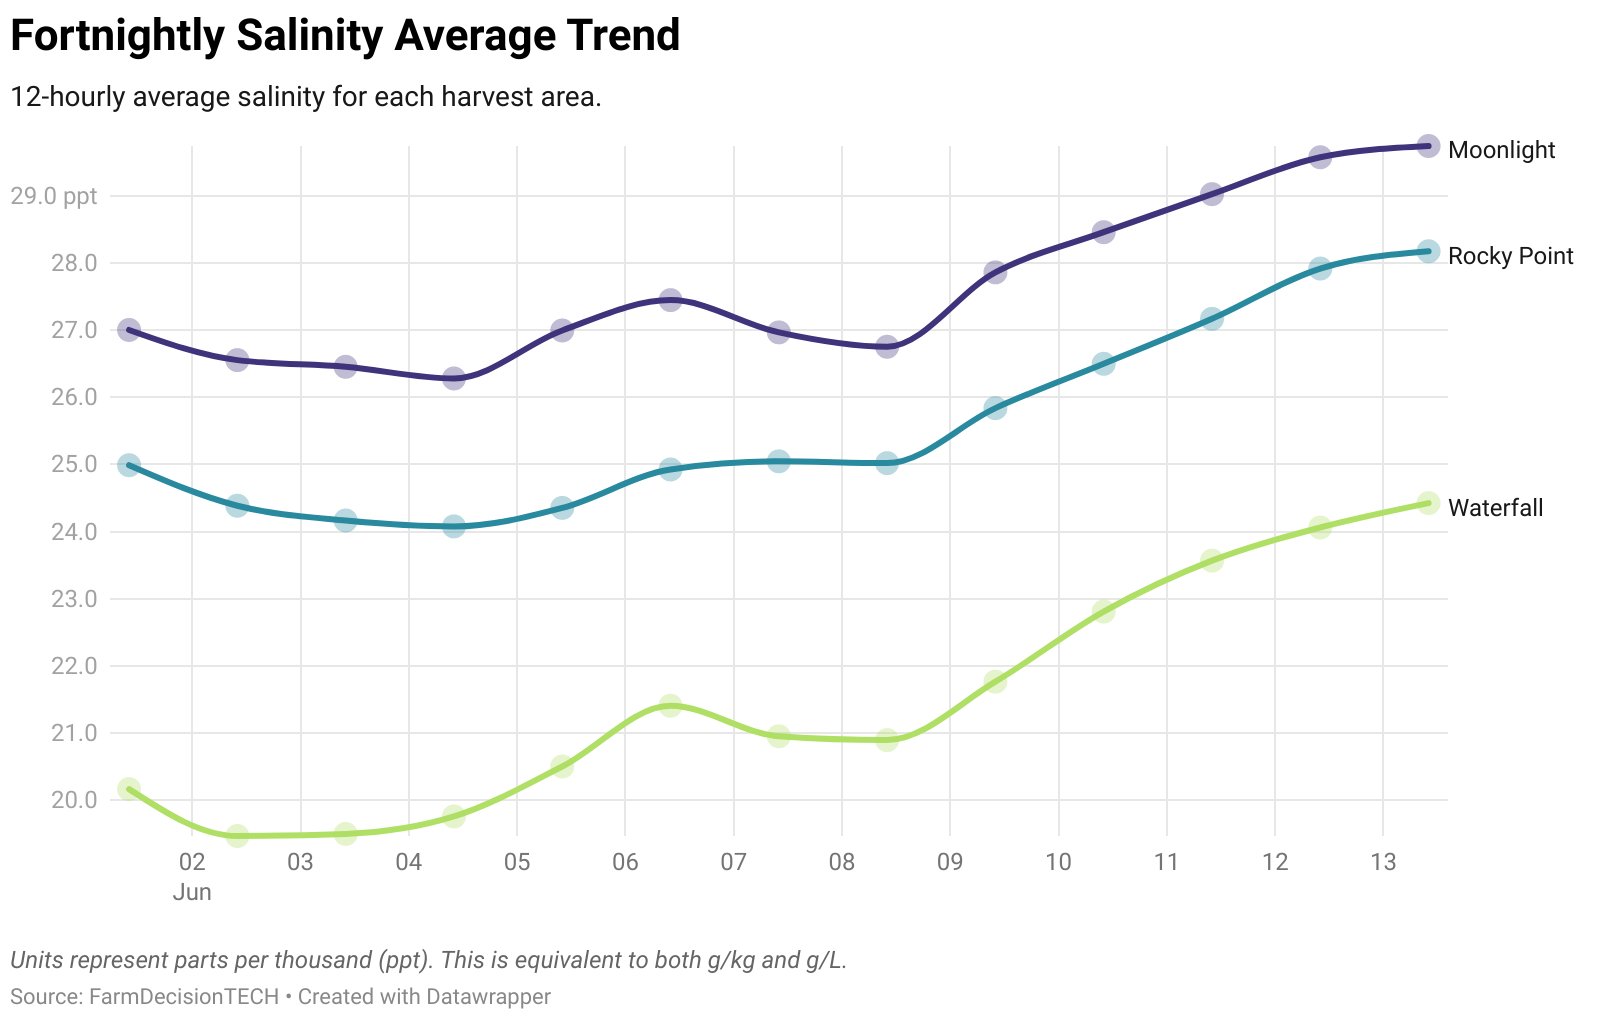 Fortnightly Salinity Average Trend
12-hourly average salinity for each harvest area.
Moonlight
29.0 ppt
Rocky Point
28.0
27.0
26.0
25.0
Waterfall
24.0
23.0
22.0
21.0
20.0
02 03 04 05 06 07 08 09 10 11 12 13
Jun
Units represent parts per thousand (ppt). This is equivalent to both g/kg and g/L.
Source: FarmDecisionTECH • Created with Datawrapper